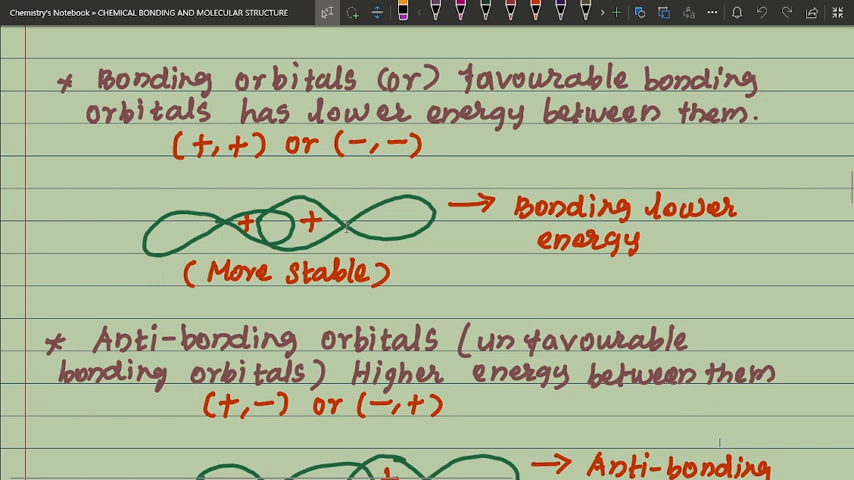 Chemistry's Notebook » CHEMICAL BONDING AND MOLECULAR STRUCTURE
* Bonding orbitals (or) favourable bonding
orbitals has lower energy between them.
(+,+) or (-,-)
+ + → Bonding lower
energy
(More stable)
* Anti-bonding orbitals (unfavourable
bonding orbitals) Higher energy between them
(+,-) or (-,+)
+ → Anti-bonding